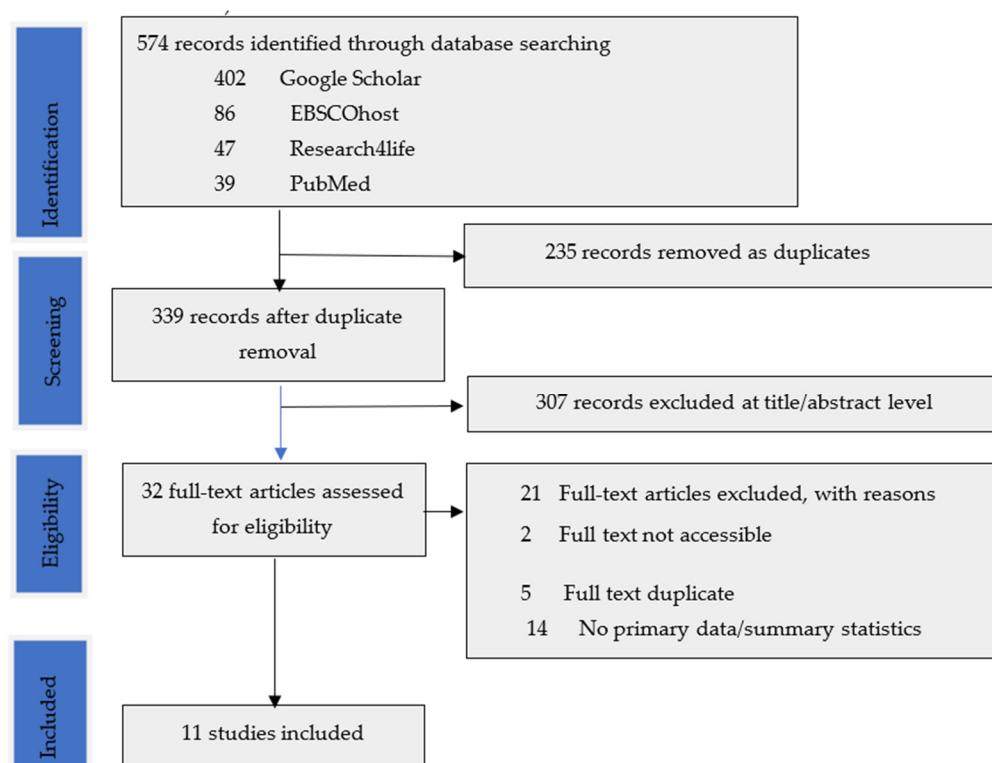 Identification
574 records identified through database searching
402 Google Scholar
86 EBSCOhost
47 Research4life
39 PubMed
235 records removed as duplicates
Screening
339 records after duplicate
removal
307 records excluded at title/abstract level
Eligibility
32 full-text articles assessed
for eligibility
21 Full-text articles excluded, with reasons
2 Full text not accessible
5 Full text duplicate
14 No primary data/summary statistics
Included
11 studies included